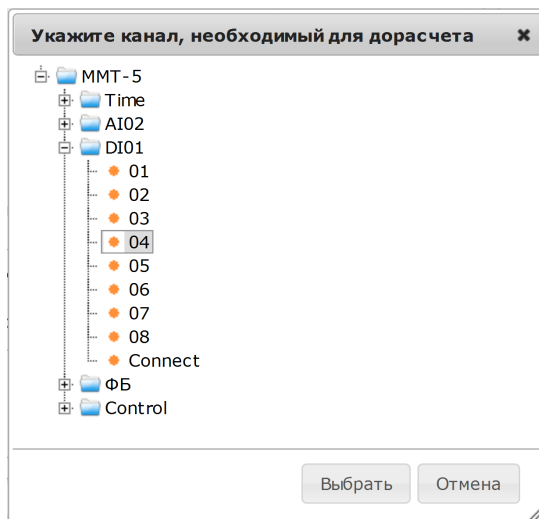 Укажите канал, необходимый для дорасчета
ММТ-5
Time
AI02
DI01
01
02
03
04
05
06
07
08
Connect
ФБ
Control
Выбрать Отмена